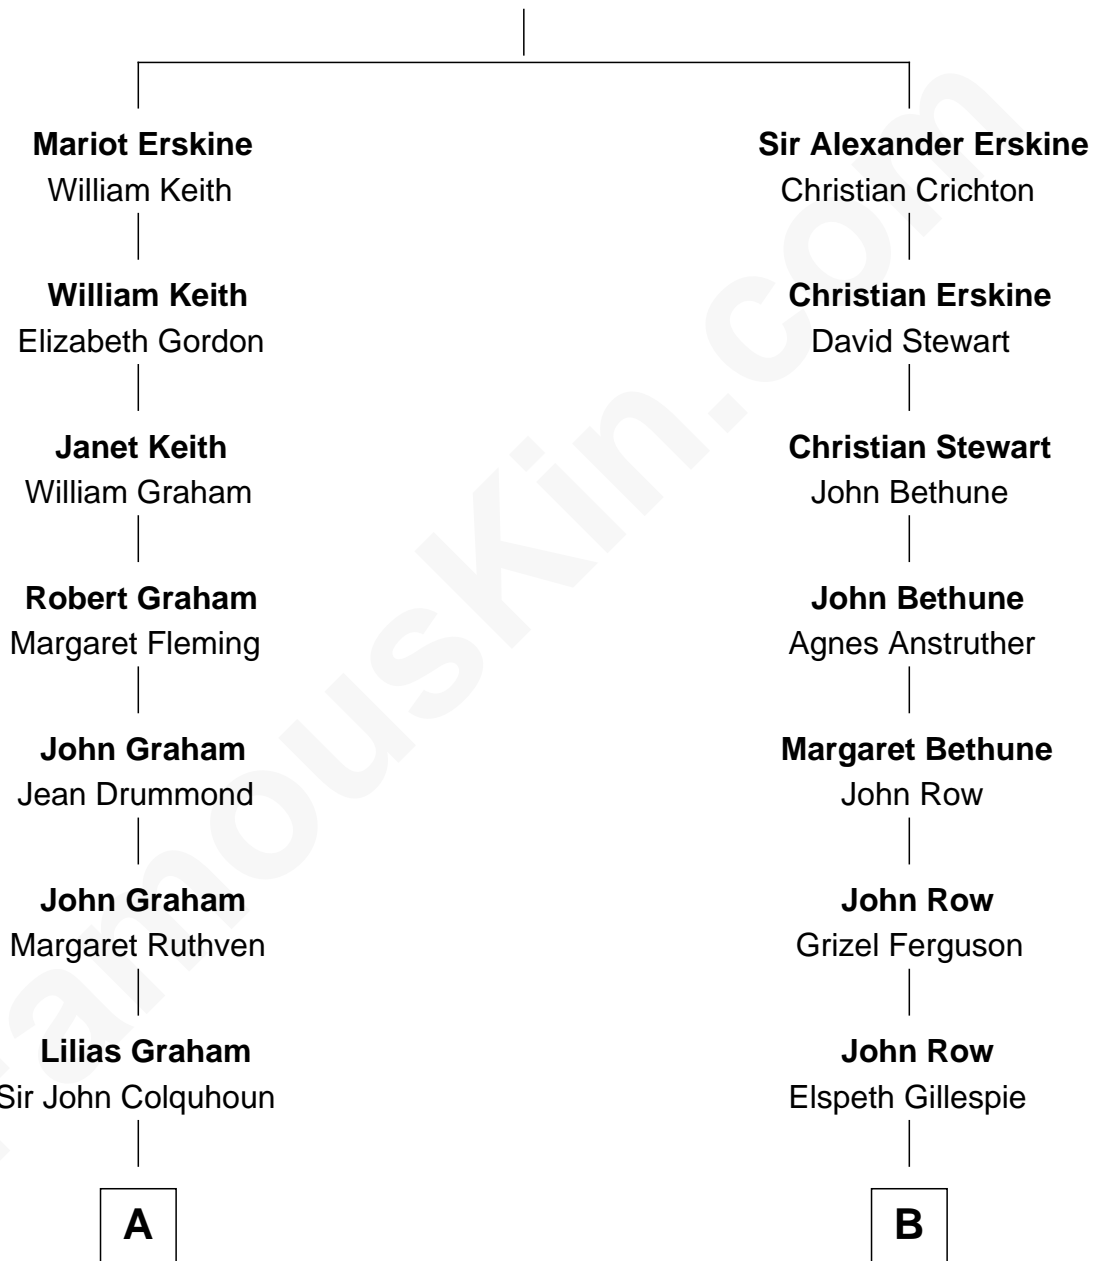 Mariot Erskine
William Keith
William Keith
Elizabeth Gordon
Janet Keith
William Graham
Robert Graham
Margaret Fleming
John Graham
Jean Drummond
John Graham
Margaret Ruthven
Lilias Graham
Sir John Colquhoun
A
Sir Alexander Erskine
Christian Crichton
Christian Erskine
David Stewart
Christian Stewart
John Bethune
John Bethune
Agnes Anstruther
Margaret Bethune
John Row
John Row
Grizel Ferguson
John Row
Elspeth Gillespie
B
FamousKin.com